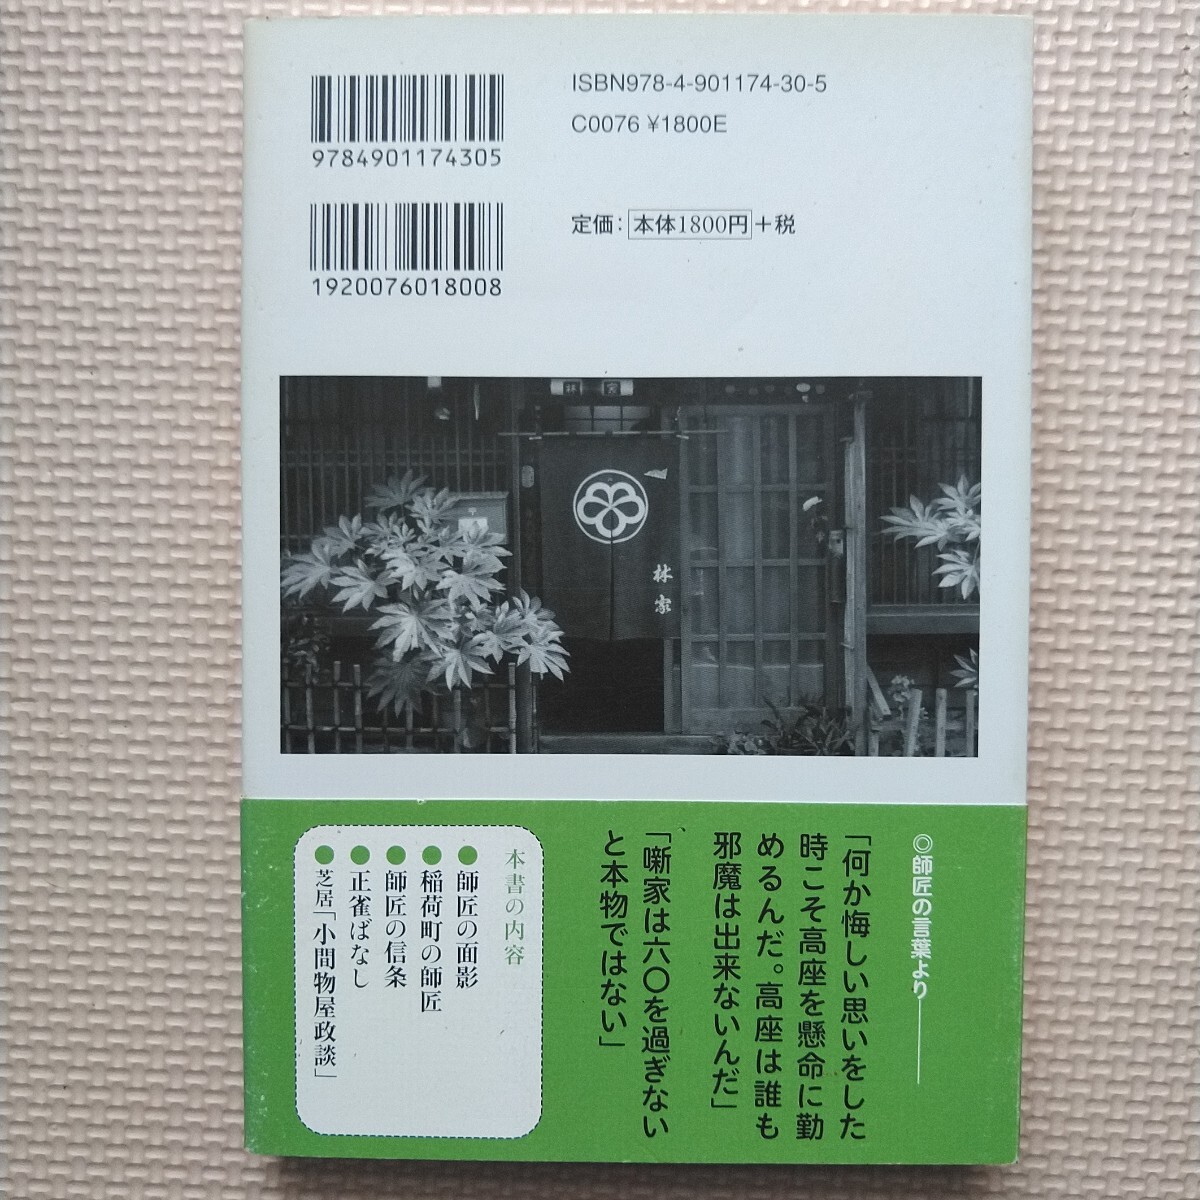 ISBN978-4-901174-30-5
C0076 ¥1800E
9784901174305
1920076018008
定価：本体1800円＋税
林家
林
家
◎師匠の言葉より
「何か悔しい思いをした
時こそ高座を懸命に勤
めるんだ。高座は誰も
邪魔は出来ないんだ」
「噺家は六〇を過ぎない
と本物ではない」
本書の内容
●師匠の面影
●稲荷町の師匠
●師匠の信条
●正雀ばなし
●芝居「小間物屋政談」